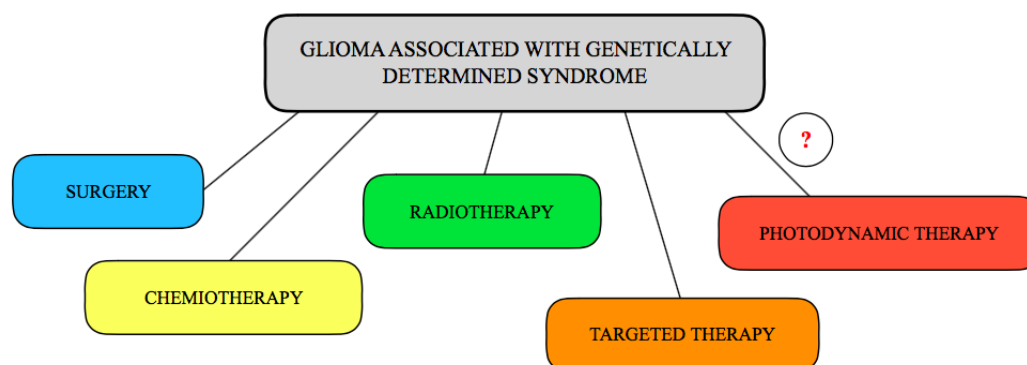 GLIOMA ASSOCIATED WITH GENETICALLY
DETERMINED SYNDROME
?
SURGERY
RADIOTHERAPY
PHOTODYNAMIC THERAPY
CHEMIOTHERAPY
TARGETED THERAPY